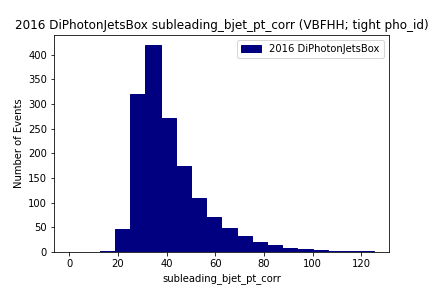 2016 DiPhotonJetsBox subleading_bjet_pt_corr (VBFHH; tight pho_id)
2016 DiPhotonJetsBox
Number of Events
400
350
300
250
200
150
100
50
0
0 20 40 60 80 100 120
subleading_bjet_pt_corr